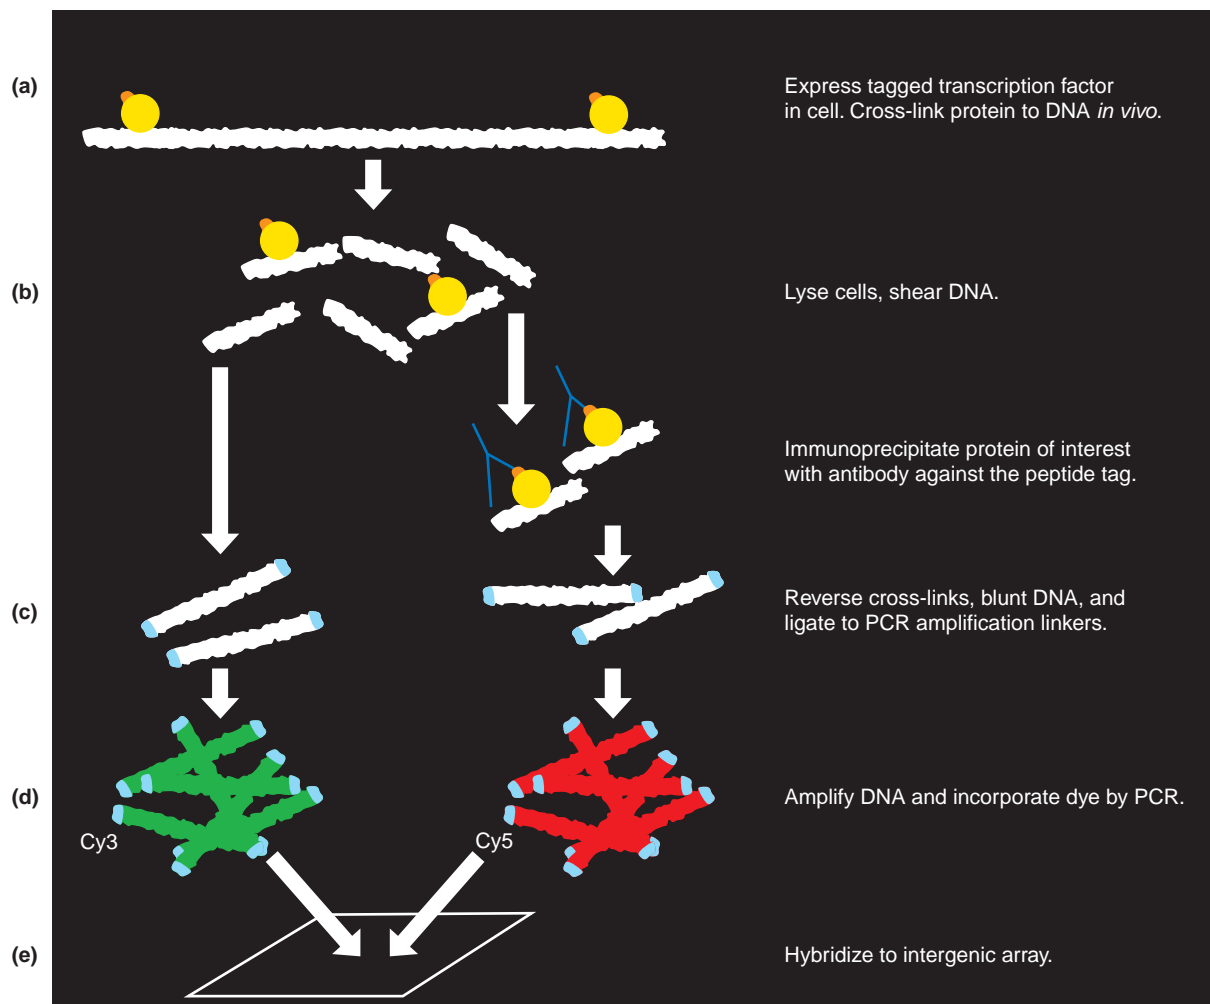 (a)
Express tagged transcription factor
in cell. Cross-link protein to DNA in vivo.
(b)
Lyse cells, shear DNA.
Immunoprecipitate protein of interest
with antibody against the peptide tag.
(c)
Reverse cross-links, blunt DNA, and
ligate to PCR amplification linkers.
(d)
Amplify DNA and incorporate dye by PCR.
Cy3
Cy5
(e)
Hybridize to intergenic array.